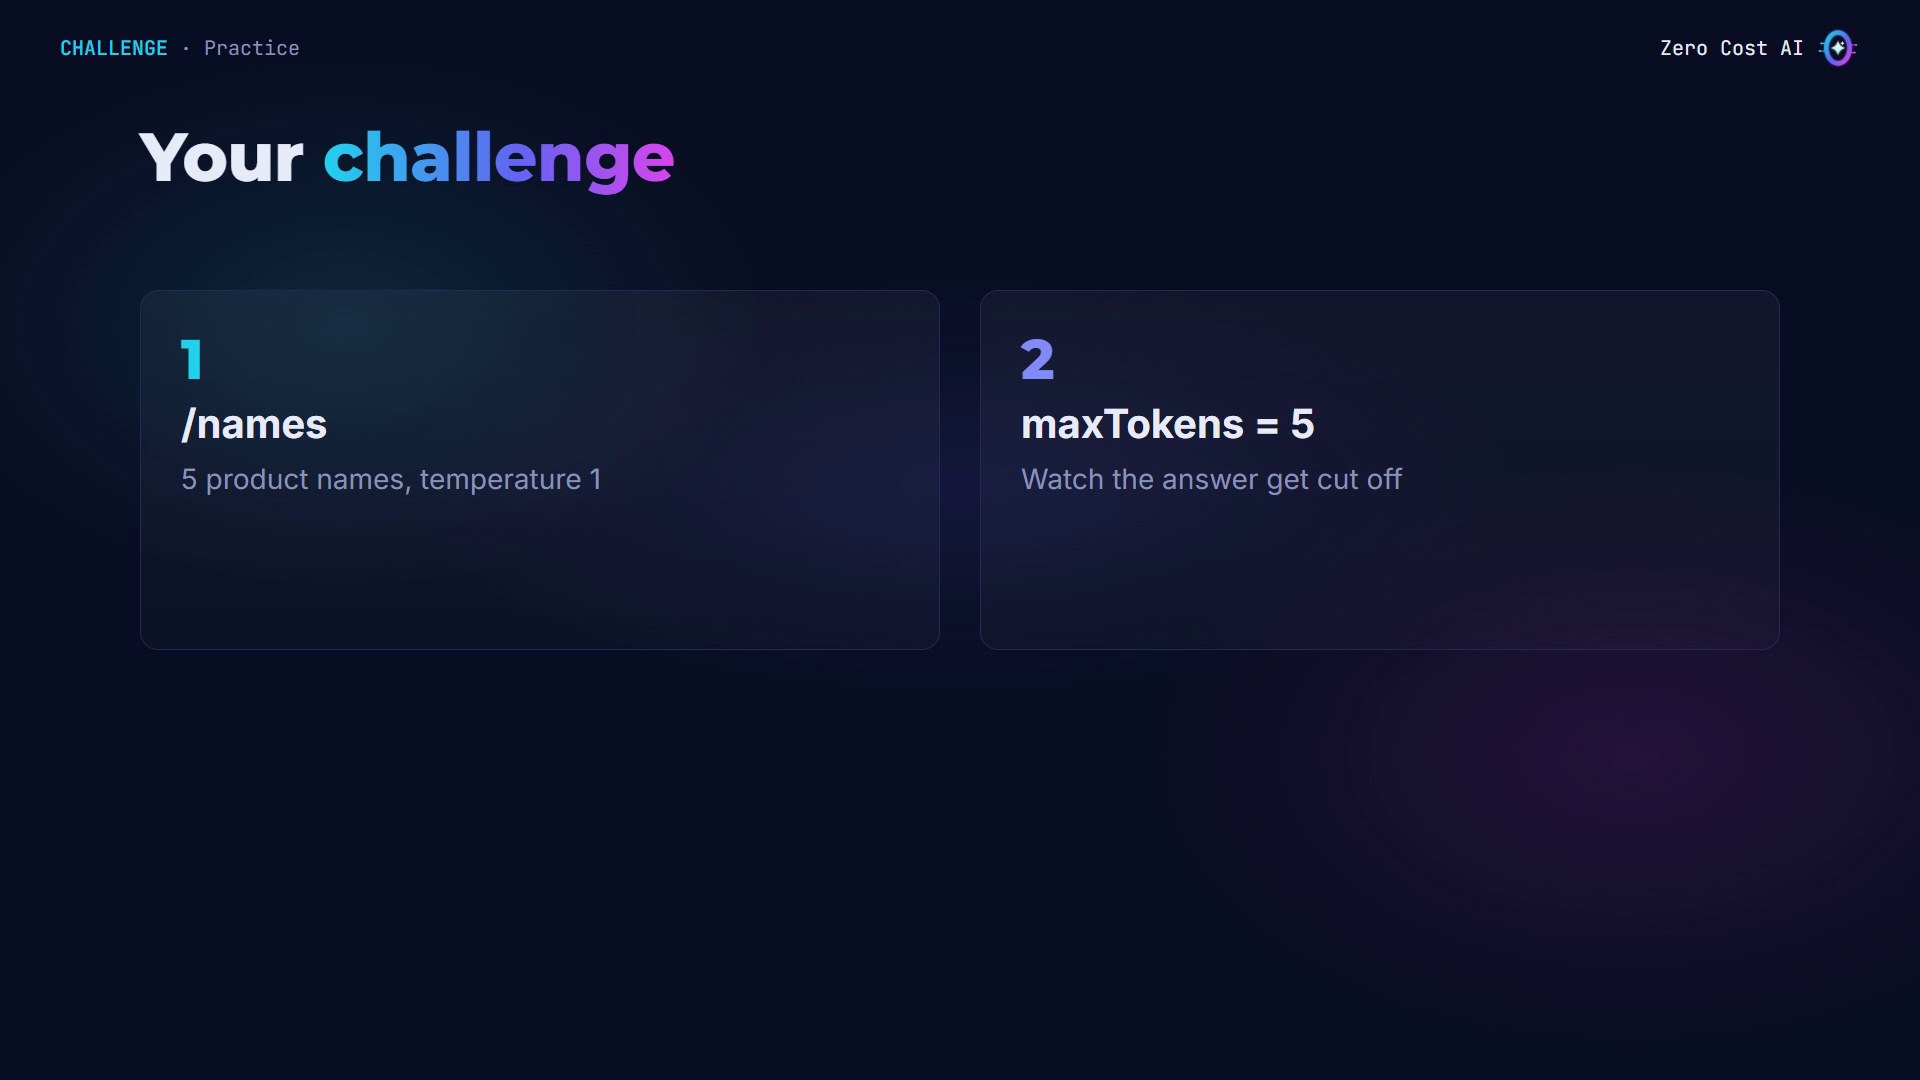 CHALLENGE · Practice
Zero Cost AI
Your challenge
1
/names
5 product names, temperature 1
2
maxTokens = 5
Watch the answer get cut off